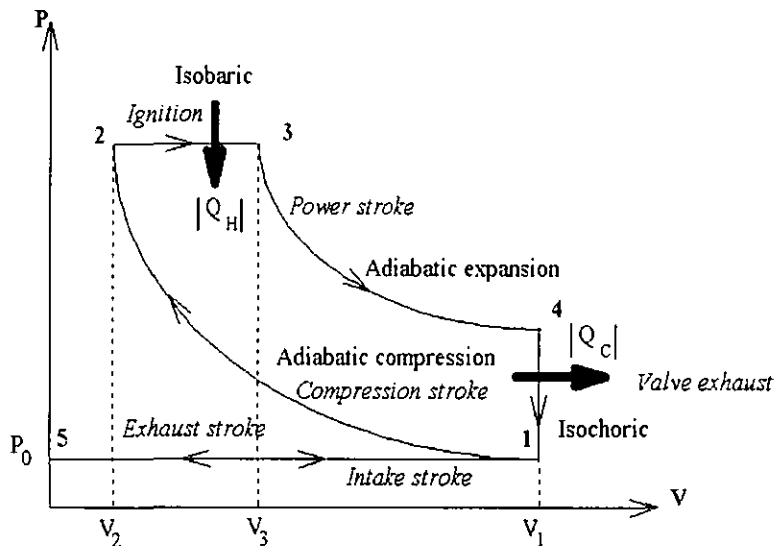 P
Isobaric
Ignition
2
3
|Q_H|
Power stroke
Adiabatic expansion
4
|Q_C|
Adiabatic compression
Compression stroke
Valve exhaust
P_0
5
Exhaust stroke
1
Isochoric
Intake stroke
V_2
V_3
V_1
V